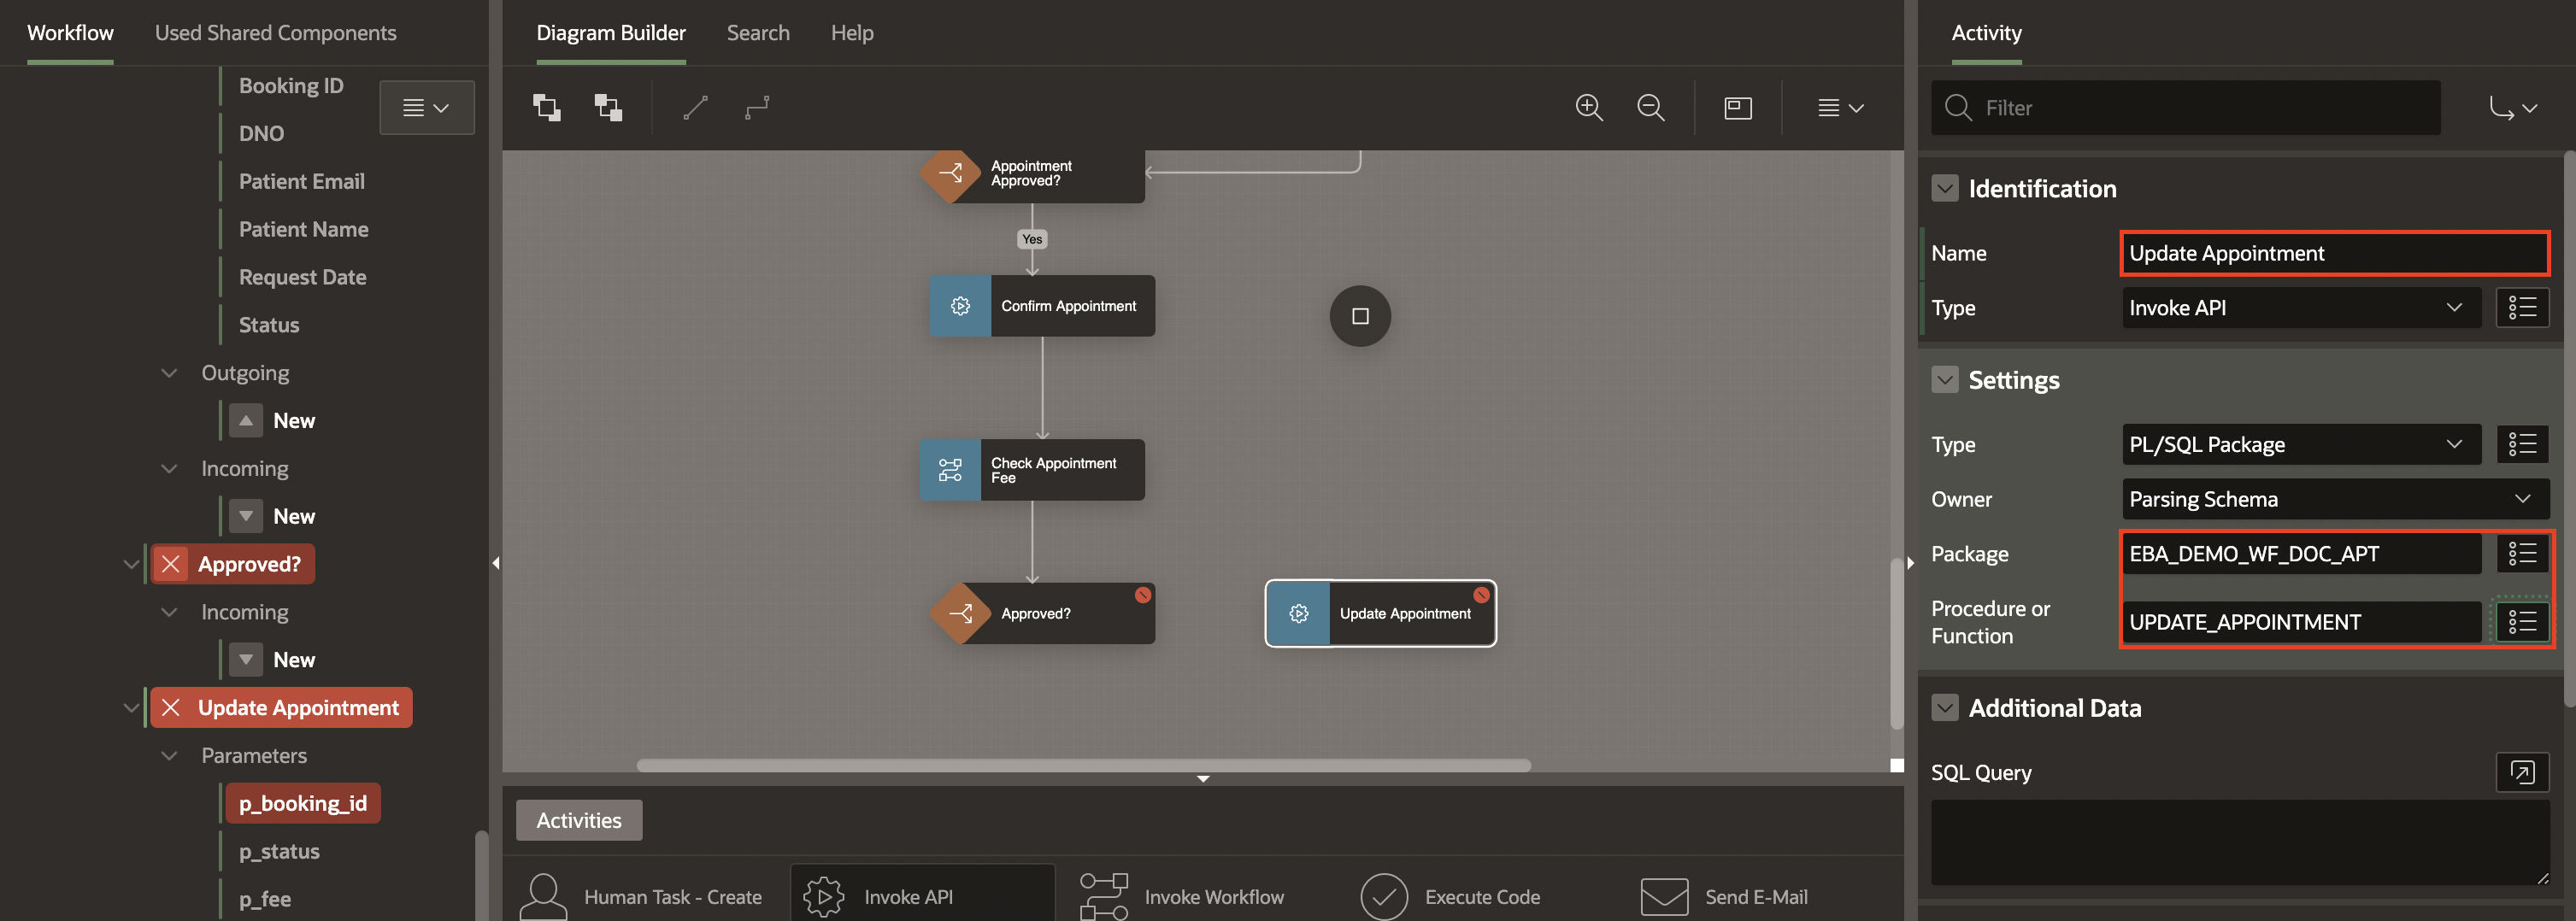 Workflow
Used Shared Components
Booking ID
DNO
Patient Email
Patient Name
Request Date
Status
Outgoing
New
Incoming
New
Approved?
Incoming
New
Update Appointment
Parameters
p_booking_id
p_status
p_fee
Diagram Builder
Search
Help
Appointment
Approved?
Yes
Confirm Appointment
Check Appointment
Fee
Approved?
Update Appointment
Activities
Human Task - Create
Invoke API
Invoke Workflow
Execute Code
Send E-Mail
Activity
Filter
Identification
Name
Update Appointment
Type
Invoke API
Settings
Type
PL/SQL Package
Owner
Parsing Schema
Package
EBA_DEMO_WF_DOC_APT
Procedure or
Function
UPDATE_APPOINTMENT
Additional Data
SQL Query